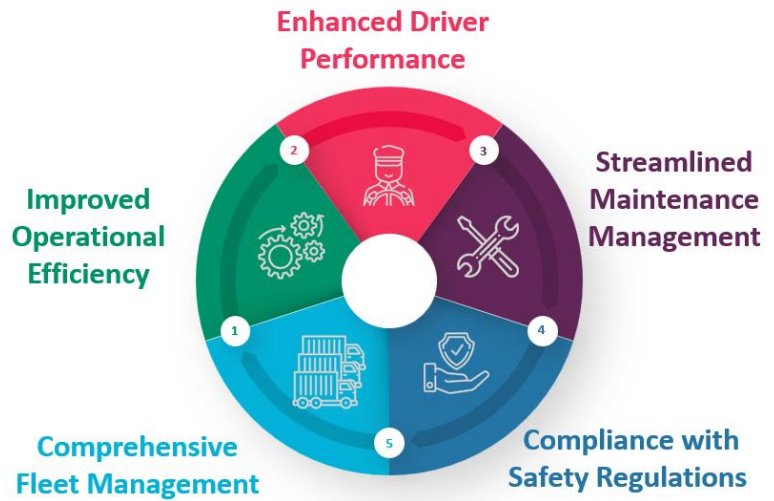 Enhanced Driver
Performance
2
3
Streamlined
Maintenance
Management
Improved
Operational
Efficiency
1
4
5
Comprehensive
Fleet Management
Compliance with
Safety Regulations